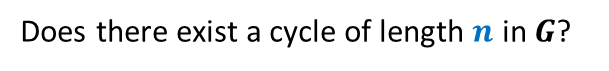 Does there exist a cycle of length n in G?